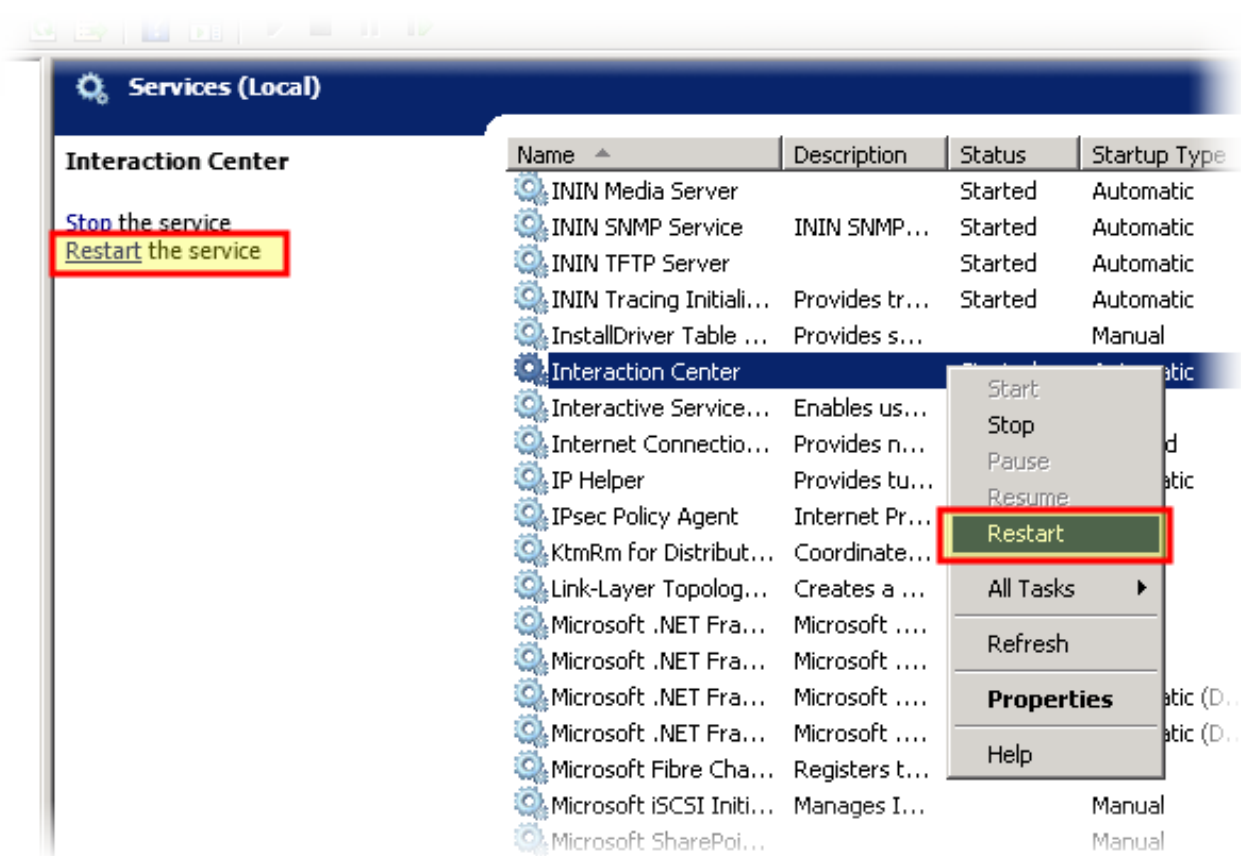 Services (Local)
Interaction Center
Stop the service
Restart the service
Name Description Status Startup Type
ININ Media Server Started Automatic
ININ SNMP Service ININ SNMP... Started Automatic
ININ TFTP Server Started Automatic
ININ Tracing Initiali... Provides tr... Started Automatic
InstallDriver Table ... Provides s... Manual
Interaction Center atic
Interactive Service... Enables us...
Internet Connectio... Provides n... d
IP Helper Provides tu... atic
IPsec Policy Agent Internet Pr...
KtmRm for Distribut... Coordinate...
Link-Layer Topolog... Creates a ...
Microsoft .NET Fra... Microsoft ....
Microsoft .NET Fra... Microsoft ....
Microsoft .NET Fra... Microsoft .... atic (D...
Microsoft .NET Fra... Microsoft .... atic (D...
Microsoft Fibre Cha... Registers t...
Microsoft iSCSI Initi... Manages I... Manual
Microsoft SharePoi... Manual
Start
Stop
Pause
Resume
Restart
All Tasks
Refresh
Properties
Help